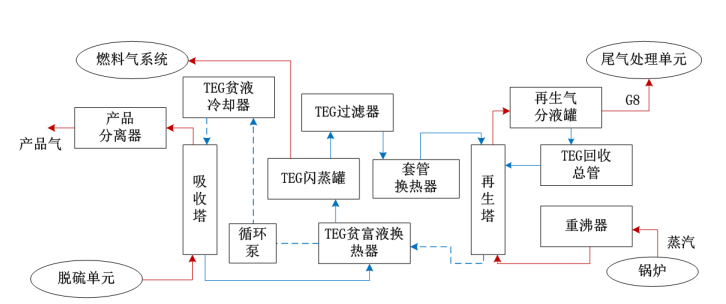 燃料气系统
尾气处理单元
TEG贫液
冷却器
再生气
分液罐
G8
TEG过滤器
产品
分离器
产品气
TEG回收
总管
吸收塔
TEG闪蒸罐
套管
换热器
再生塔
循环
泵
TEG贫富液换
热器
重沸器
蒸汽
脱硫单元
锅炉